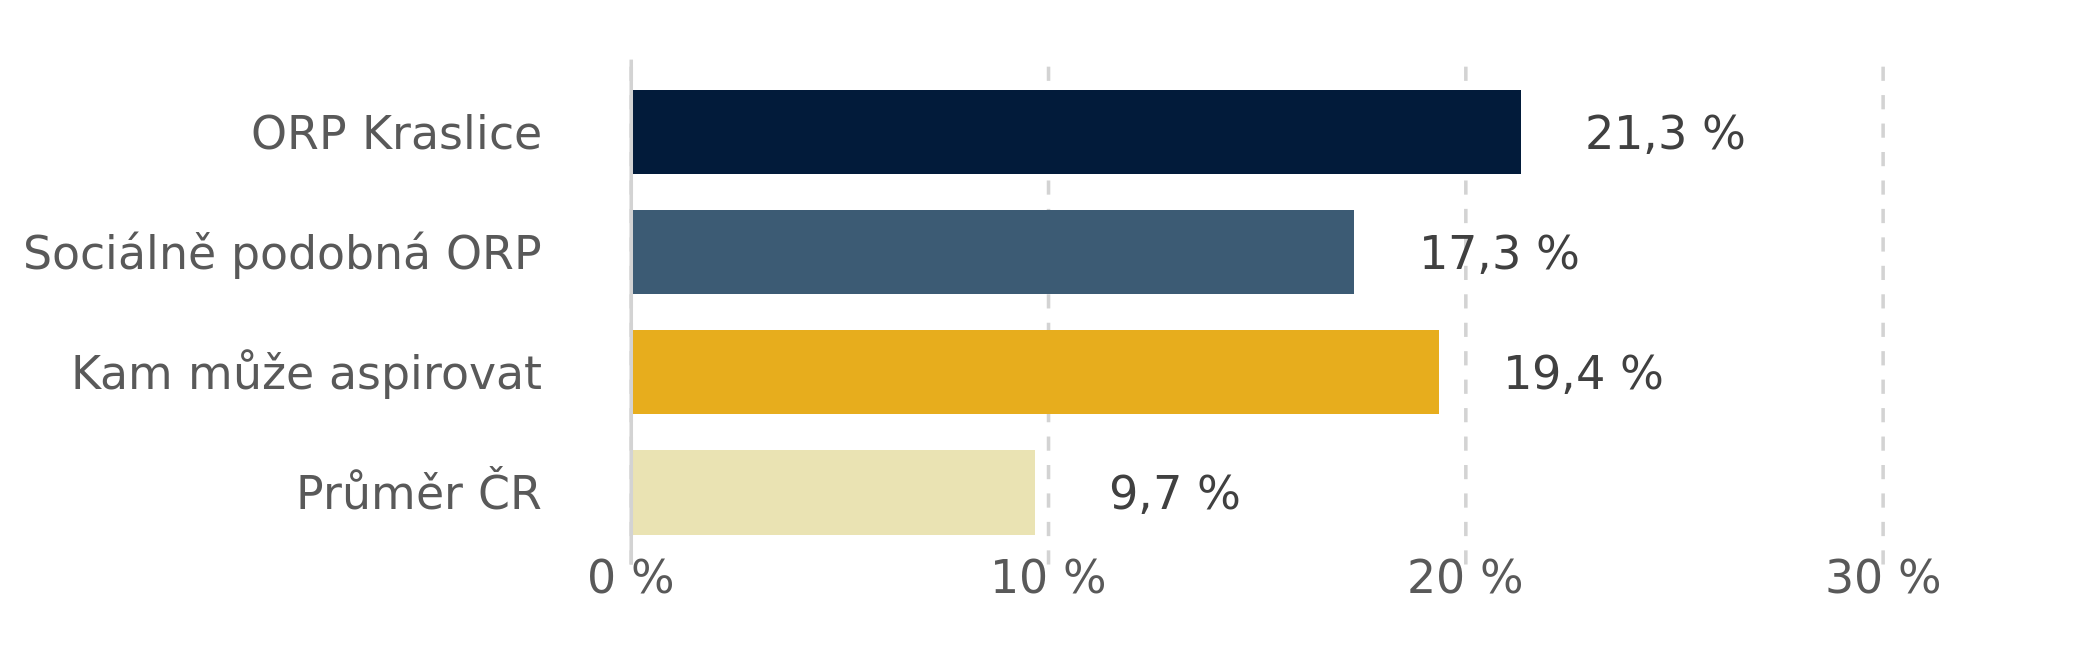 ORP Kraslice 21,3 %
Sociálně podobná ORP 17,3 %
Kam může aspirovat 19,4 %
Průměr ČR 9,7 %
0 % 10 % 20 % 30 %